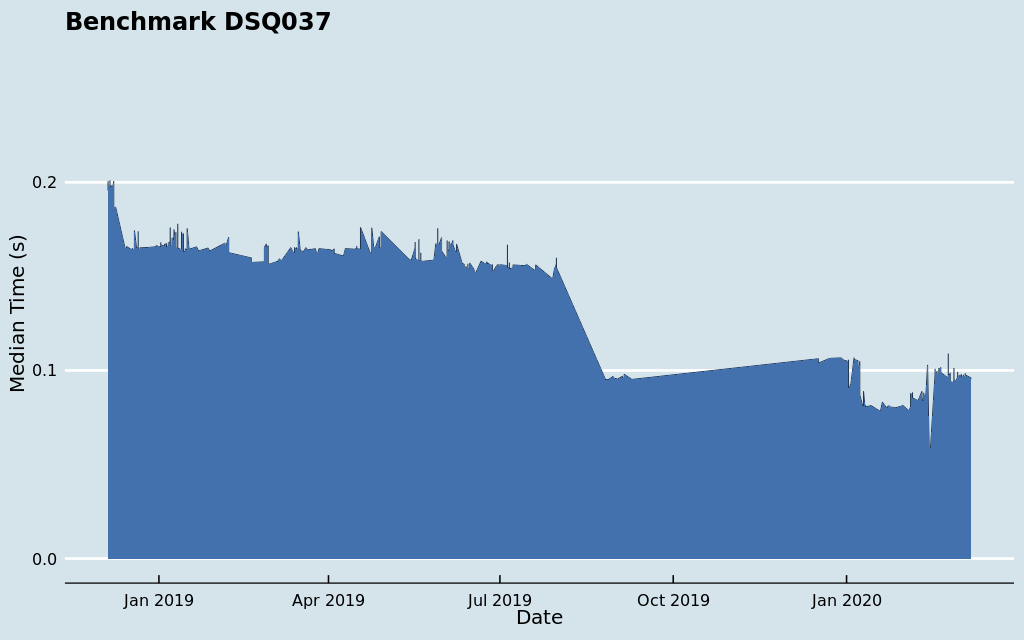 Benchmark DSQ037
Median Time (s)
0.2
0.1
0.0
Jan 2019
Apr 2019
Jul 2019
Oct 2019
Jan 2020
Date